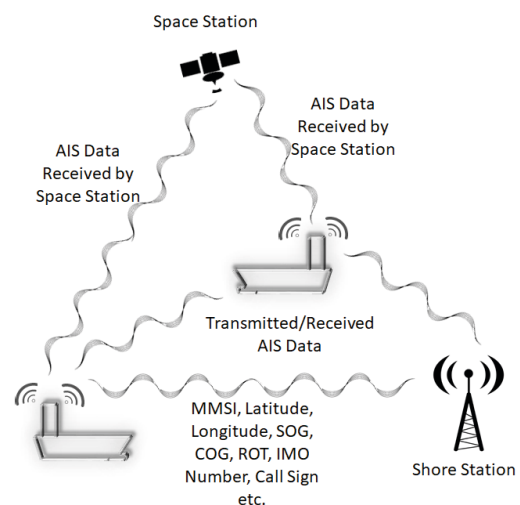 Space Station
AIS Data
Received by
Space Station
AIS Data
Received by
Space Station
Transmitted/Received
AIS Data
MMSI, Latitude,
Longitude, SOG,
COG, ROT, IMO
Number, Call Sign
etc.
Shore Station